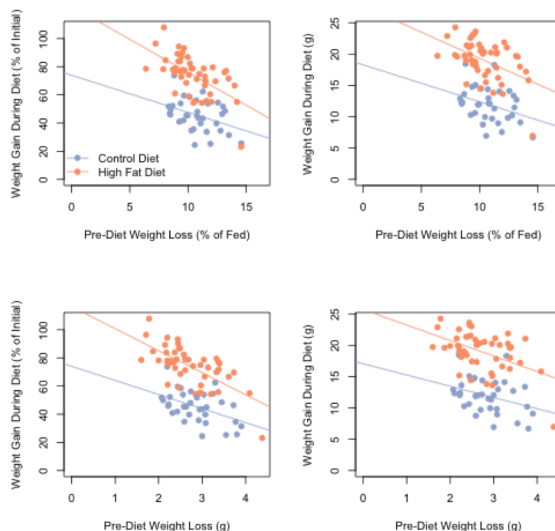 Weight Gain During Diet (% of Initial)
100
80
60
40
20
0
Control Diet
High Fat Diet
0 5 10 15
Pre-Diet Weight Loss (% of Fed)
Weight Gain During Diet (g)
25
20
15
10
5
0
0 5 10 15
Pre-Diet Weight Loss (% of Fed)
Weight Gain During Diet (% of Initial)
100
80
60
40
20
0
0 1 2 3 4
Pre-Diet Weight Loss (g)
Weight Gain During Diet (g)
25
20
15
10
5
0
0 1 2 3 4
Pre-Diet Weight Loss (g)